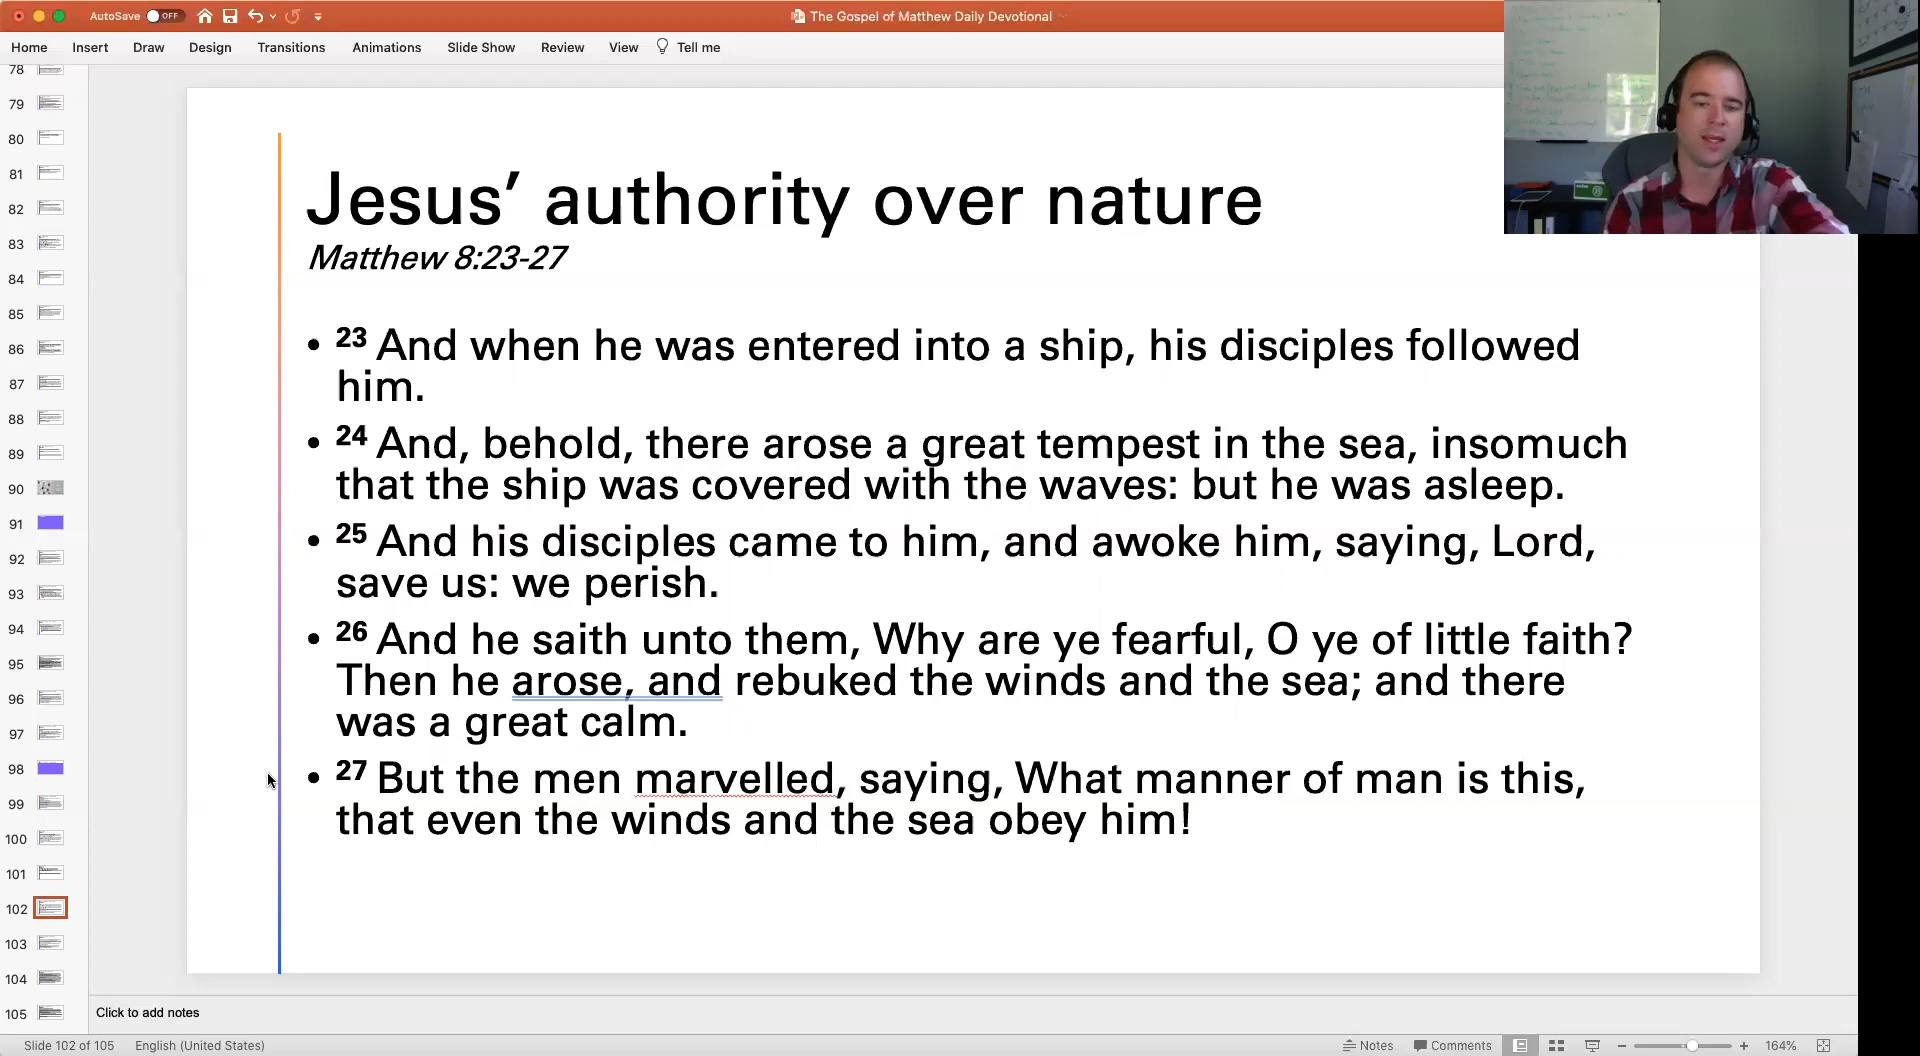 AutoSave OFF
The Gospel of Matthew Daily Devotional
Home Insert Draw Design Transitions Animations Slide Show Review View Tell me
78
79
80
81
82
83
84
85
86
87
88
89
90
91
92
93
94
95
96
97
98
99
100
101
102
103
104
105
Jesus’ authority over nature
Matthew 8:23-27
• 23 And when he was entered into a ship, his disciples followed
him.
• 24 And, behold, there arose a great tempest in the sea, insomuch
that the ship was covered with the waves: but he was asleep.
• 25 And his disciples came to him, and awoke him, saying, Lord,
save us: we perish.
• 26 And he saith unto them, Why are ye fearful, O ye of little faith?
Then he arose, and rebuked the winds and the sea; and there
was a great calm.
• 27 But the men marvelled, saying, What manner of man is this,
that even the winds and the sea obey him!
Click to add notes
Slide 102 of 105 English (United States) Notes Comments 164%